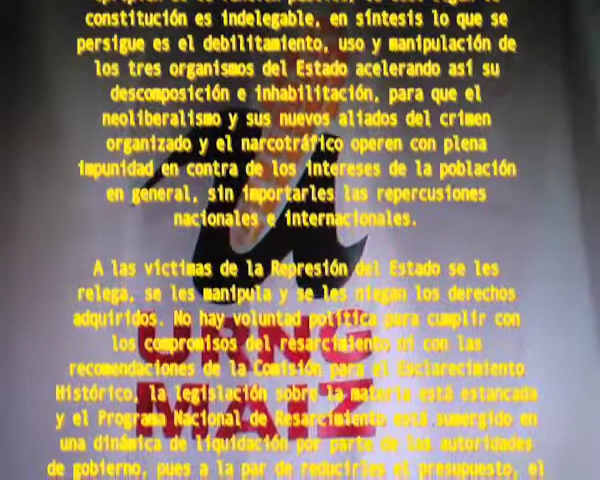 constitución es indelegable, en síntesis lo que se
persigue es el debilitamiento, uso y manipulación de
los tres organismos del Estado acelerando así su
descomposición e inhabilitación, para que el
neoliberalismo y sus nuevos aliados del crimen
organizado y el narcotráfico operen con plena
impunidad en contra de los intereses de la población
en general, sin importarles las repercusiones
nacionales e internacionales.
A las víctimas de la Represión del Estado se les
relega, se les manipula y se les niegan los derechos
adquiridos. No hay voluntad política para cumplir con
los compromisos del resarcimiento ni con las
recomendaciones de la Comisión para el Esclarecimiento
Histórico, la legislación sobre la materia está estancada
y el Programa Nacional de Resarcimiento está sumergido en
una dinámica de liquidación por parte de las autoridades
de gobierno, pues a la par de reducirles el presupuesto, el
URNG
MAIZ